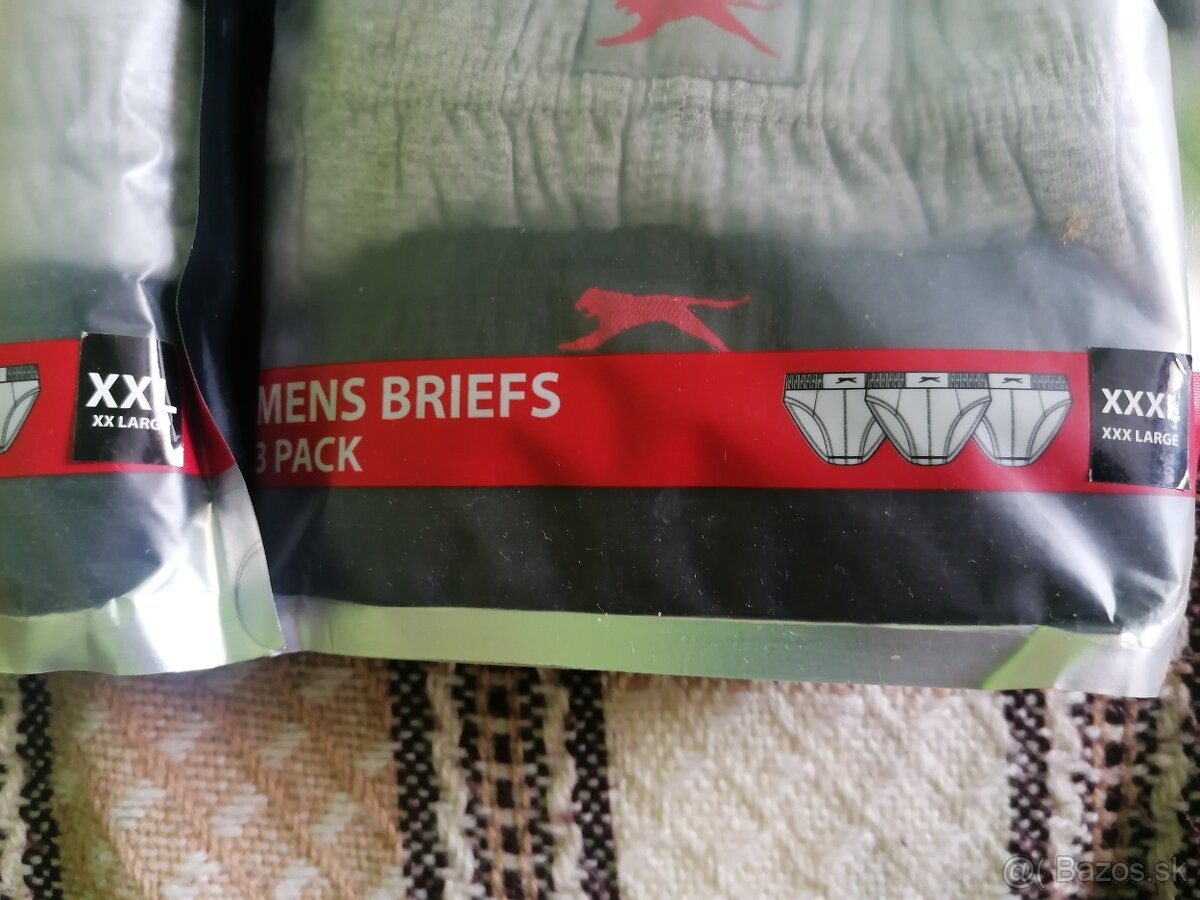 XXL
XX LARGE
MENS BRIEFS
3 PACK
XXXL
XXX LARGE
@( Bazos.sk